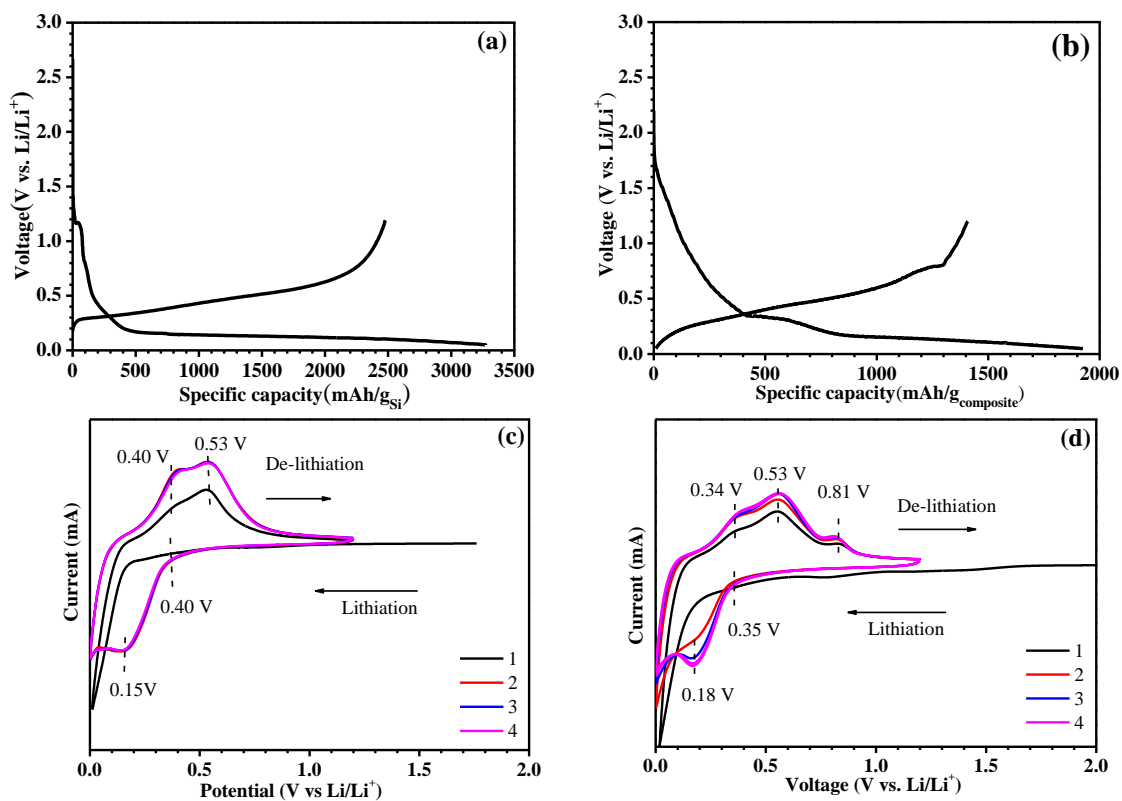 (a)
3.0
2.5
2.0
1.5
1.0
0.5
0.0
Voltage(V vs. Li/Li+)
0 500 1000 1500 2000 2500 3000 3500
Specific capacity(mAh/gSi)
(b)
3.0
2.5
2.0
1.5
1.0
0.5
0.0
Voltage (V vs. Li/Li+)
0 500 1000 1500 2000
Specific capacity(mAh/gcomposite)
(c)
0.40 V
0.53 V
De-lithiation
Current (mA)
0.40 V
Lithiation
0.15V
1
2
3
4
0.0 0.5 1.0 1.5 2.0
Potential (V vs Li/Li+)
(d)
0.34 V
0.53 V
0.81 V
De-lithiation
Current (mA)
0.35 V
Lithiation
0.18 V
1
2
3
4
0.0 0.5 1.0 1.5 2.0
Voltage (V vs. Li/Li+)